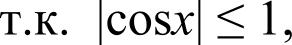 т.к. |cosx| ≤ 1,